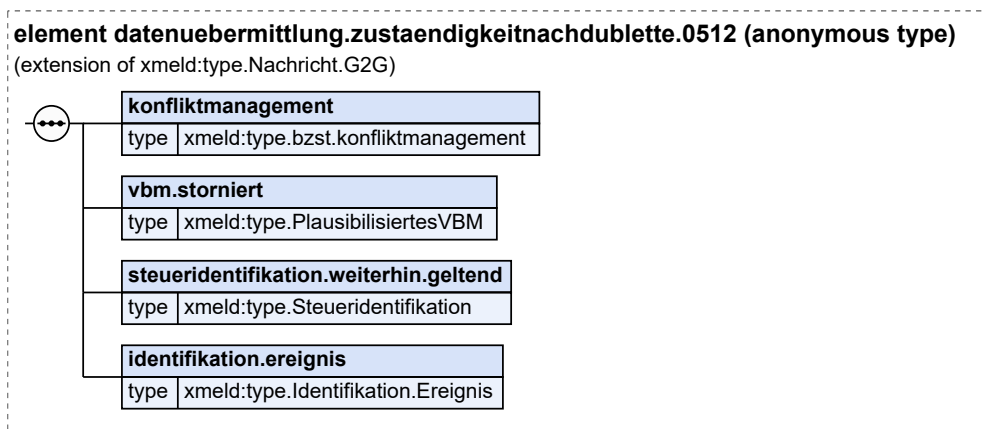 element datenuebermittlung.zustaendigkeitnachdublette.0512 (anonymous type)
(extension of xmeld:type.Nachricht.G2G)
konfliktmanagement
type xmeld:type.bzst.konfliktmanagement
vbm.storniert
type xmeld:type.PlausibilisiertesVBM
steueridentifikation.weiterhin.geltend
type xmeld:type.Steueridentifikation
identifikation.ereignis
type xmeld:type.Identifikation.Ereignis